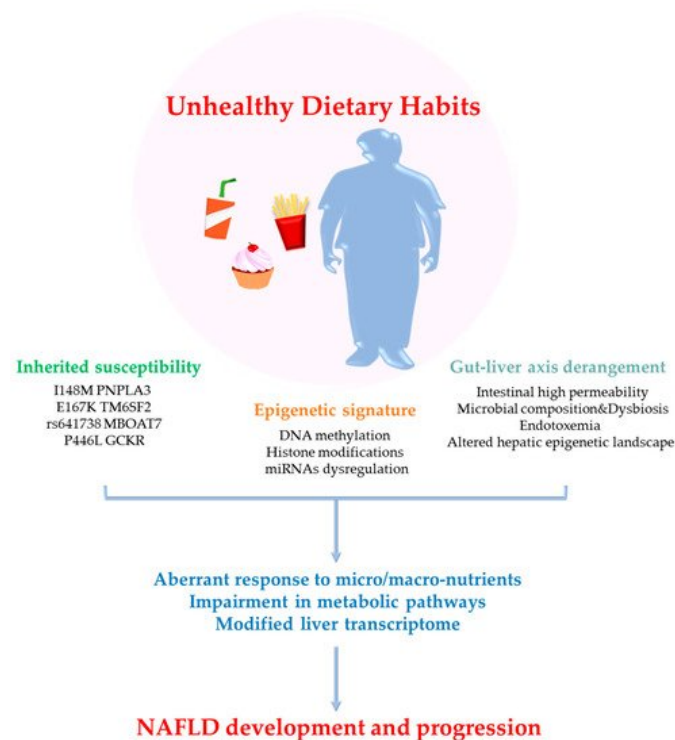 Unhealthy Dietary Habits
Inherited susceptibility
I148M PNPLA3
E167K TM6SF2
rs641738 MBOAT7
P446L GCKR
Epigenetic signature
DNA methylation
Histone modifications
miRNAs dysregulation
Gut-liver axis derangement
Intestinal high permeability
Microbial composition&Dysbiosis
Endotoxemia
Altered hepatic epigenetic landscape
Aberrant response to micro/macro-nutrients
Impairment in metabolic pathways
Modified liver transcriptome
NAFLD development and progression